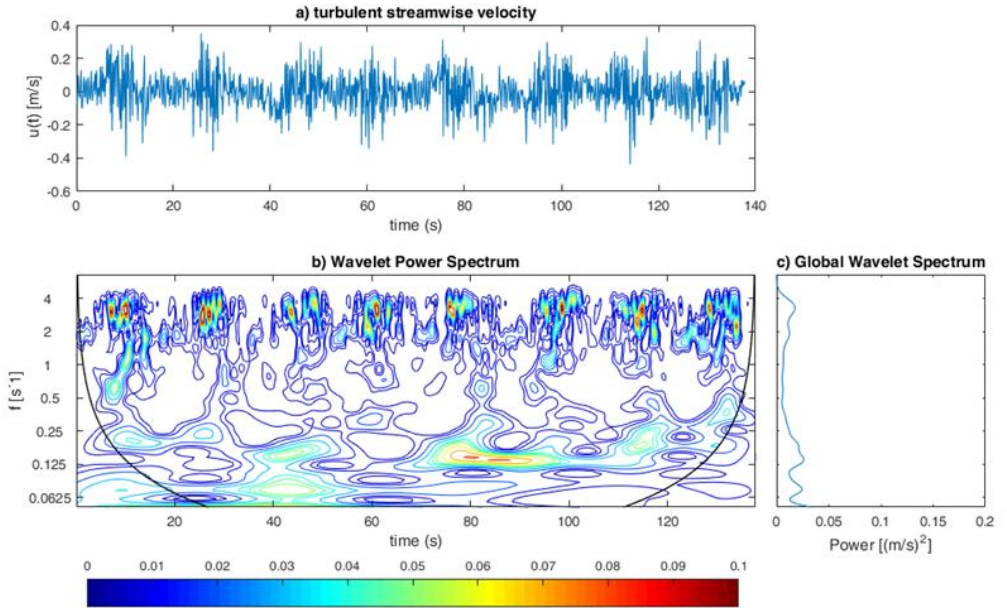 a) turbulent streamwise velocity
0.4
0.2
0
-0.2
-0.4
-0.6
u(t) [m/s]
0 20 40 60 80 100 120 140
time (s)
b) Wavelet Power Spectrum
4
2
1
0.5
0.25
0.125
0.0625
f [s^-1]
20 40 60 80 100 120
time (s)
c) Global Wavelet Spectrum
0 0.05 0.1 0.15 0.2
Power [(m/s)²]
0 0.01 0.02 0.03 0.04 0.05 0.06 0.07 0.08 0.09 0.1